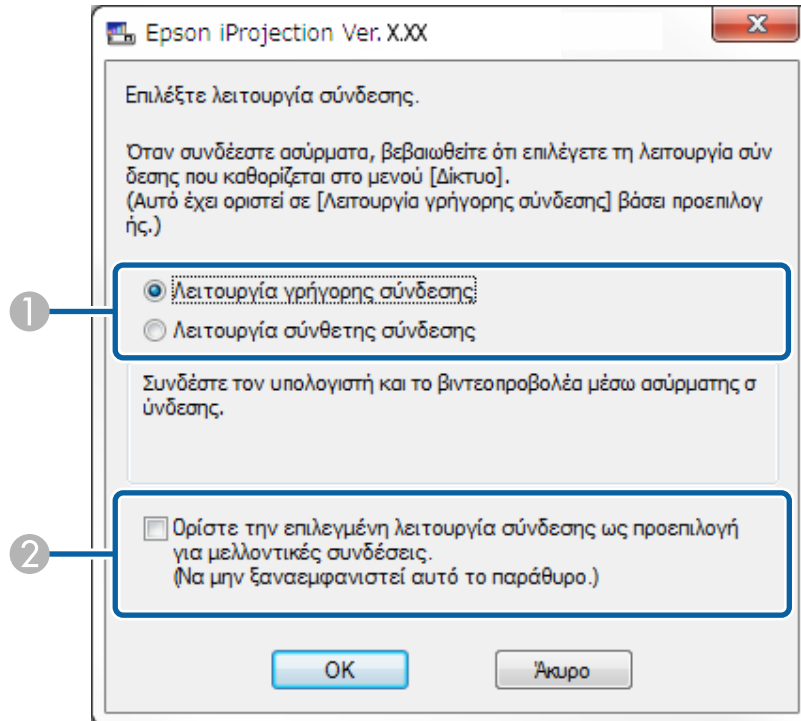 Epson iProjection Ver. X.XX
Επιλέξτε λειτουργία σύνδεσης.
Όταν συνδέεστε ασύρματα, βεβαιωθείτε ότι επιλέγετε τη λειτουργία σύν
δεσης που καθορίζεται στο μενού [Δίκτυο].
(Αυτό έχει οριστεί σε [Λειτουργία γρήγορης σύνδεσης] βάσει προεπιλογ
ής.)
1
Λειτουργία γρήγορης σύνδεσης
Λειτουργία σύνθετης σύνδεσης
Συνδέστε τον υπολογιστή και το βιντεοπροβολέα μέσω ασύρματης σ
ύνδεσης.
2
Ορίστε την επιλεγμένη λειτουργία σύνδεσης ως προεπιλογή
για μελλοντικές συνδέσεις.
(Να μην ξαναεμφανιστεί αυτό το παράθυρο.)
OK
Άκυρο